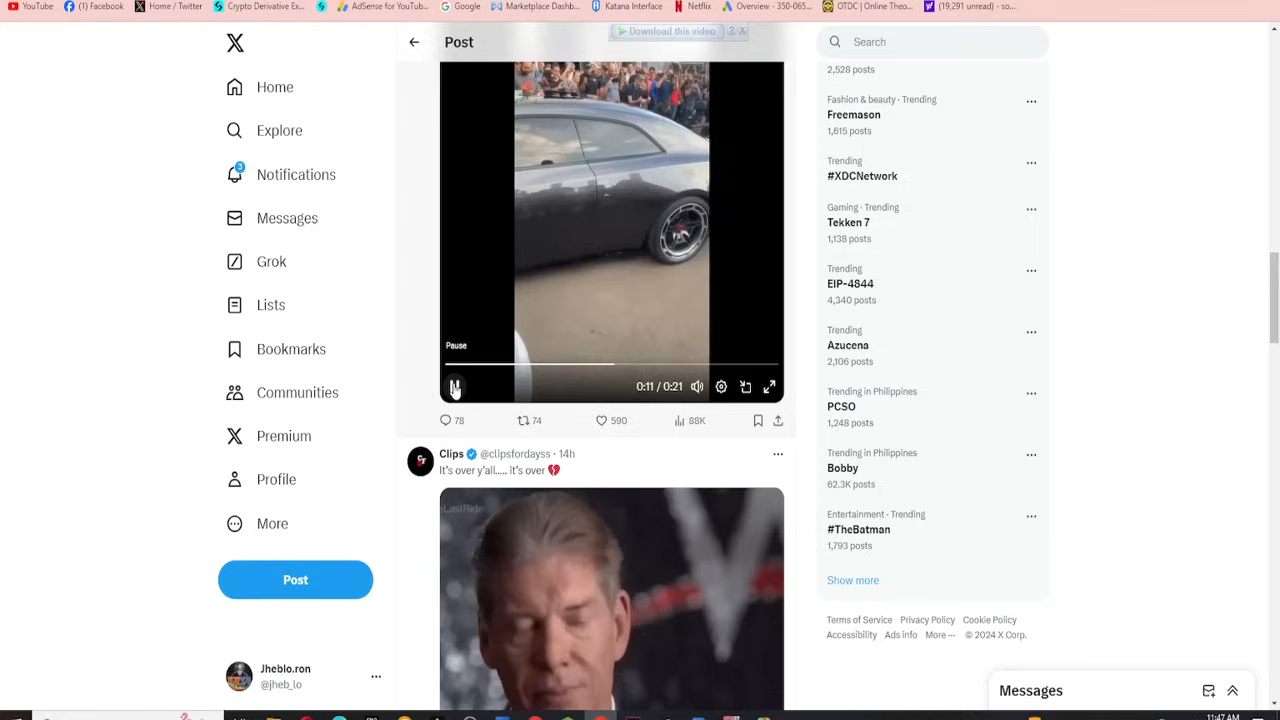 YouTube
(1) Facebook
Home / Twitter
Crypto Derivative Ex...
AdSense for YouTub...
Google
Marketplace Dashb...
Katana Interface
Netflix
Overview - 350-065...
OTDC | Online Theo...
(19,291 unread) - so...
Download this video
? X
Home
Explore
3
Notifications
Messages
Grok
Lists
Bookmarks
Communities
Premium
Profile
More
Post
Jheblo.ron
@jheb_lo
Post
Pause
0:11 / 0:21
78
74
590
88K
Clips @clipsfordayss · 14h
It's over y'all..... it's over
LastRide
Search
2,528 posts
Fashion & beauty · Trending
Freemason
1,615 posts
Trending
#XDCNetwork
Gaming · Trending
Tekken 7
1,138 posts
Trending
EIP-4844
4,340 posts
Trending
Azucena
2,106 posts
Trending in Philippines
PCSO
1,248 posts
Trending in Philippines
Bobby
62.3K posts
Entertainment · Trending
#TheBatman
1,793 posts
Show more
Terms of Service Privacy Policy Cookie Policy
Accessibility Ads info More ··· © 2024 X Corp.
Messages
11:47 AM